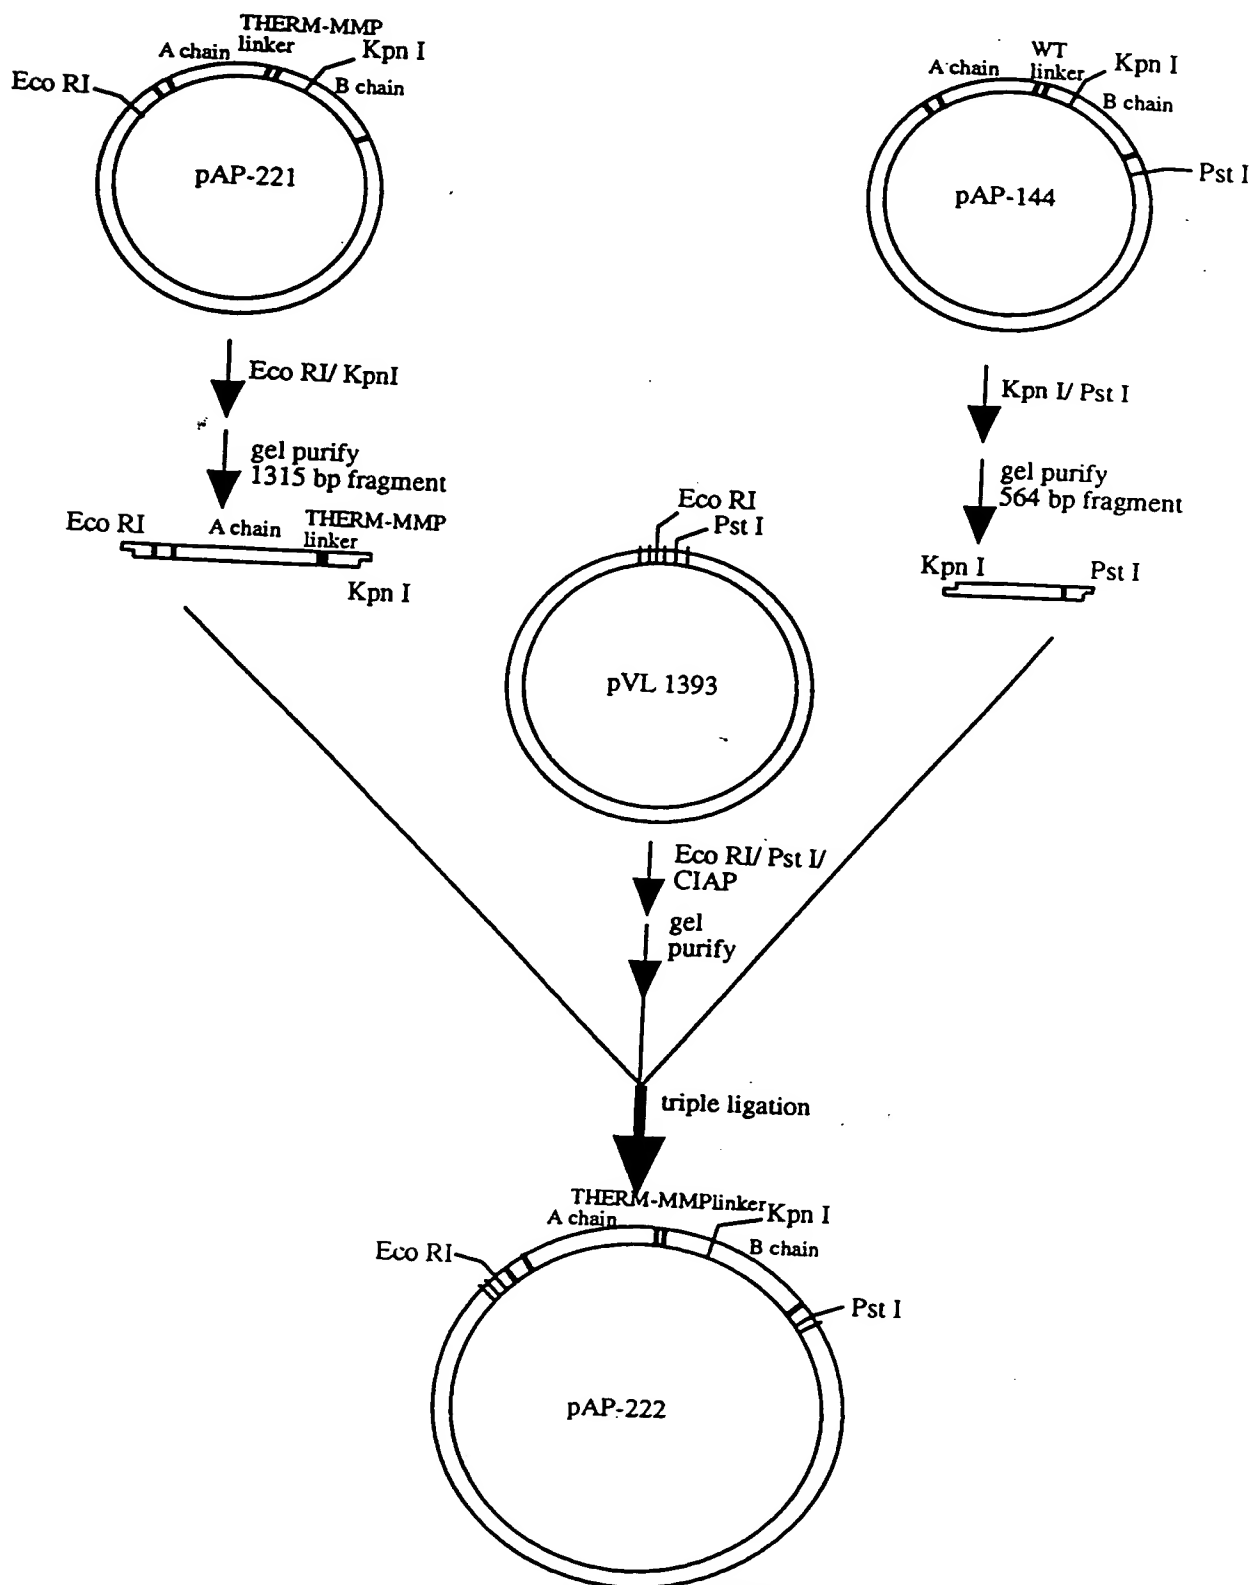 THERM-MMP
linker
A chain
Kpn I
Eco RI
B chain
pAP-221
WT
linker
A chain
Kpn I
B chain
Pst I
pAP-144
Eco RI/ KpnI
gel purify
1315 bp fragment
Eco RI
A chain
THERM-MMP
linker
Kpn I
Kpn I/ Pst I
gel purify
564 bp fragment
Kpn I
Pst I
Eco RI
Pst I
pVL 1393
Eco RI/ Pst I/
CIAP
gel
purify
triple ligation
THERM-MMPlinker
A chain
Kpn I
Eco RI
B chain
Pst I
pAP-222